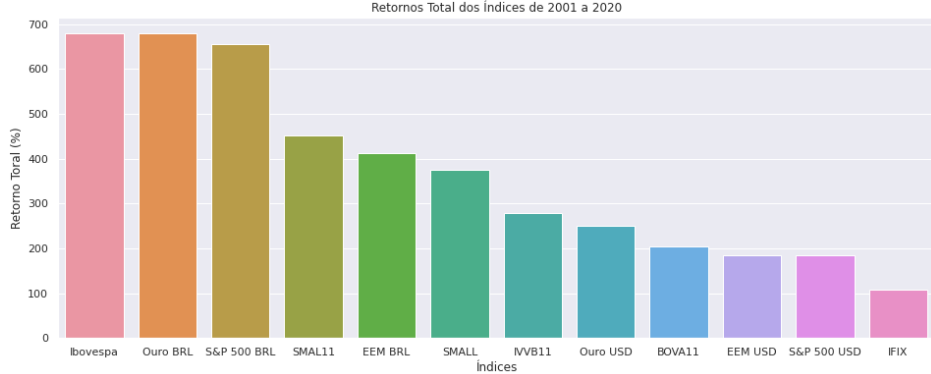 Retornos Total dos Índices de 2001 a 2020
Retorno Toral (%)
700
600
500
400
300
200
100
0
Ibovespa Ouro BRL S&P 500 BRL SMAL11 EEM BRL SMALL IVVB11 Ouro USD BOVA11 EEM USD S&P 500 USD IFIX
Índices